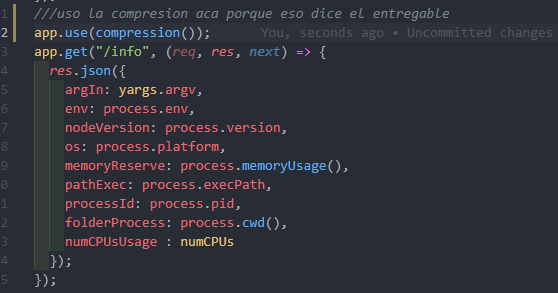 1 ///uso la compresion aca porque eso dice el entregable
2 app.use(compression()); You, seconds ago • Uncommitted changes
3 app.get("/info", (req, res, next) => {
4 res.json({
5 argIn: yargs.argv,
6 env: process.env,
7 nodeVersion: process.version,
8 os: process.platform,
9 memoryReserve: process.memoryUsage(),
0 pathExec: process.execPath,
1 processId: process.pid,
2 folderProcess: process.cwd(),
3 numCPUsUsage : numCPUs
4 });
5 });